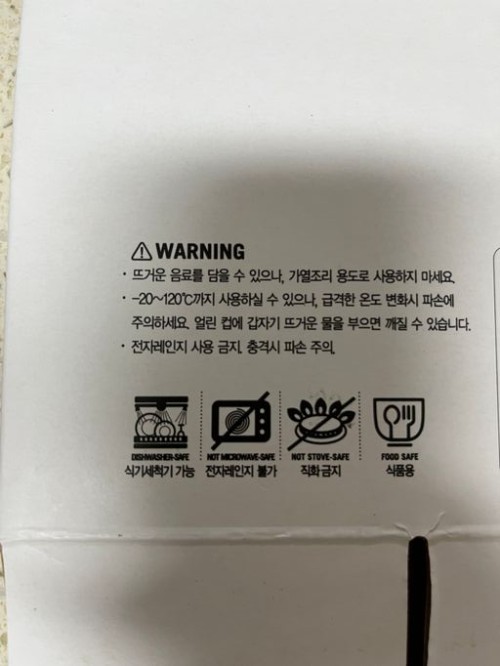 WARNING
· 뜨거운 음료를 담을 수 있으나, 가열조리 용도로 사용하지 마세요.
· -20~120℃까지 사용하실 수 있으나, 급격한 온도 변화시 파손에
주의하세요. 얼린 컵에 갑자기 뜨거운 물을 부으면 깨질 수 있습니다.
· 전자레인지 사용 금지. 충격시 파손 주의.
DISHWASHER-SAFE NOT MICROWAVE-SAFE NOT STOVE-SAFE FOOD SAFE
식기세척기 가능 전자레인지 불가 직화 금지 식품용